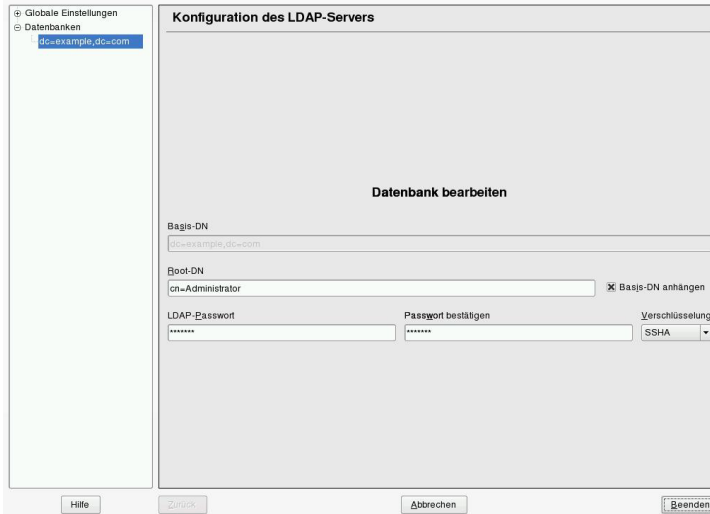 Globale Einstellungen
Datenbanken
dc=example,dc=com
Konfiguration des LDAP-Servers
Datenbank bearbeiten
Basis-DN
dc=example,dc=com
Root-DN
cn=Administrator
Basis-DN anhängen
LDAP-Passwort
Passwort bestätigen
Verschlüsselung
*******
*******
SSHA
Hilfe
Zurück
Abbrechen
Beenden